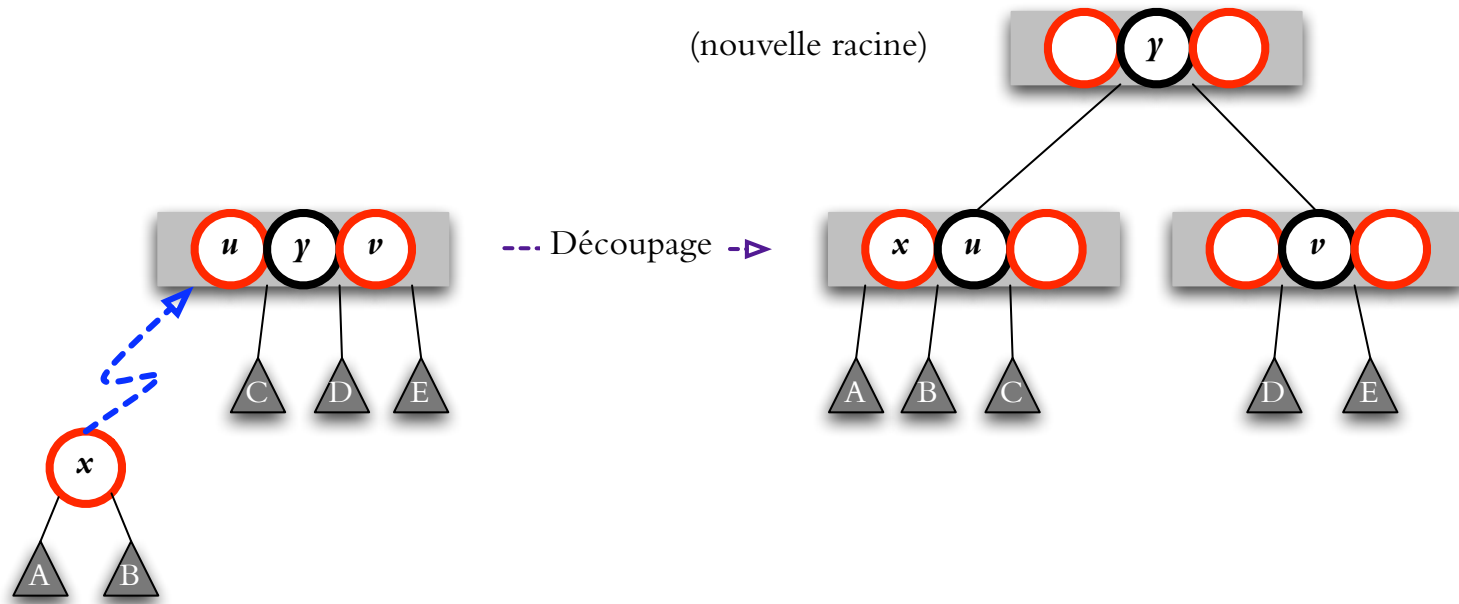 (nouvelle racine)
y
u y v
Découpage
x u
v
C D E
A B C
D E
x
A B